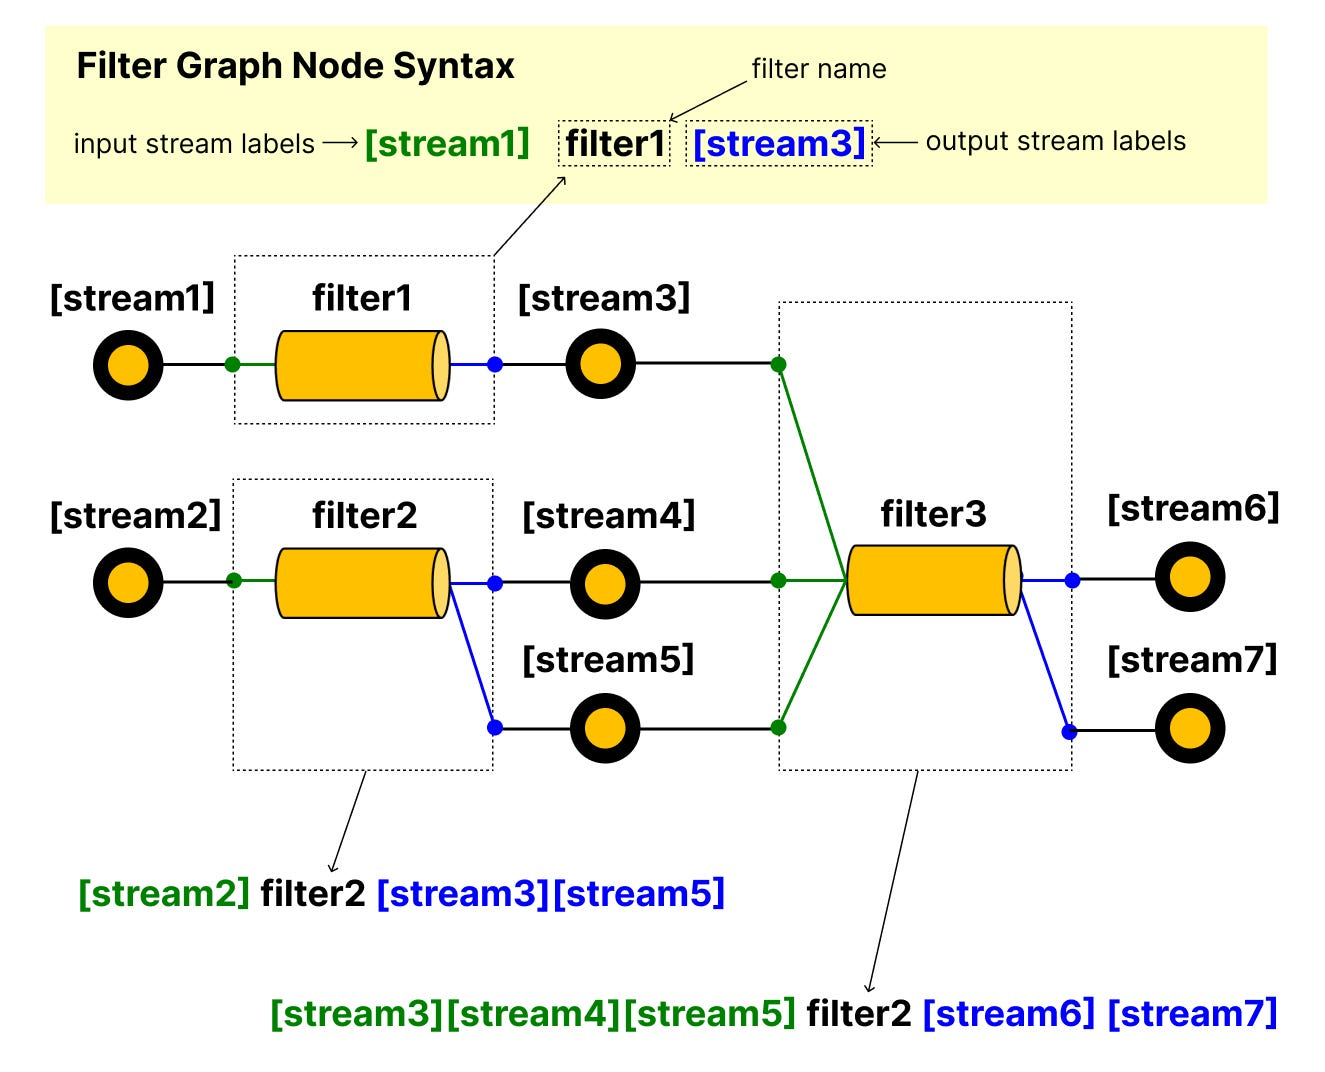 Filter Graph Node Syntax
filter name
input stream labels [stream1] filter1 [stream3] output stream labels
[stream1] filter1 [stream3]
[stream2] filter2 [stream4] filter3 [stream6]
[stream5] [stream7]
[stream2] filter2 [stream3][stream5]
[stream3][stream4][stream5] filter2 [stream6] [stream7]